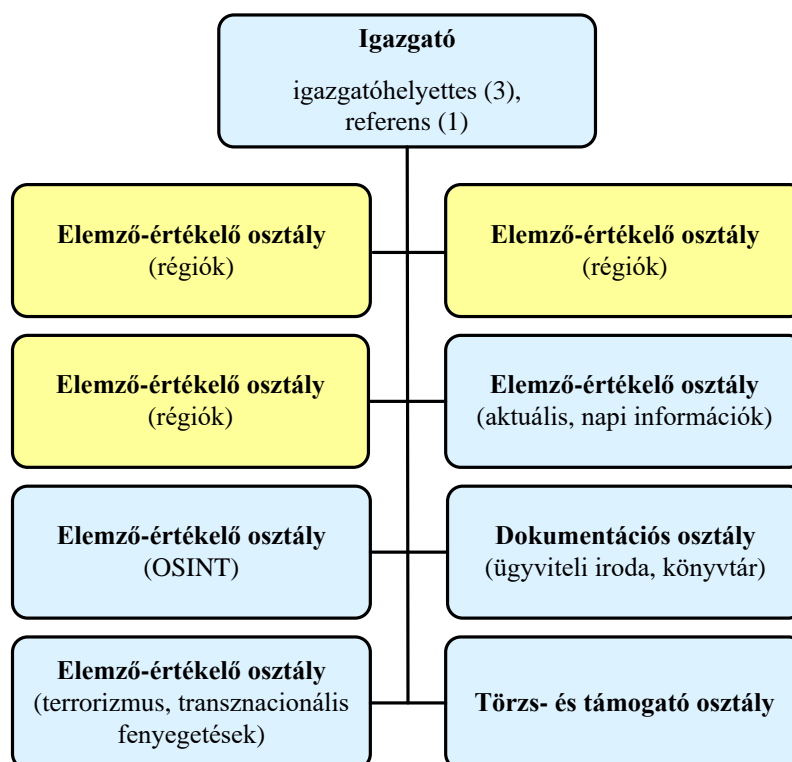 Igazgató
igazgatóhelyettes (3),
referens (1)
Elemző-értékelő osztály
(régiók)
Elemző-értékelő osztály
(régiók)
Elemző-értékelő osztály
(régiók)
Elemző-értékelő osztály
(aktuális, napi információk)
Elemző-értékelő osztály
(OSINT)
Dokumentációs osztály
(ügyviteli iroda, könyvtár)
Elemző-értékelő osztály
(terrorizmus, transznacionális
fenyegetések)
Törzs- és támogató osztály